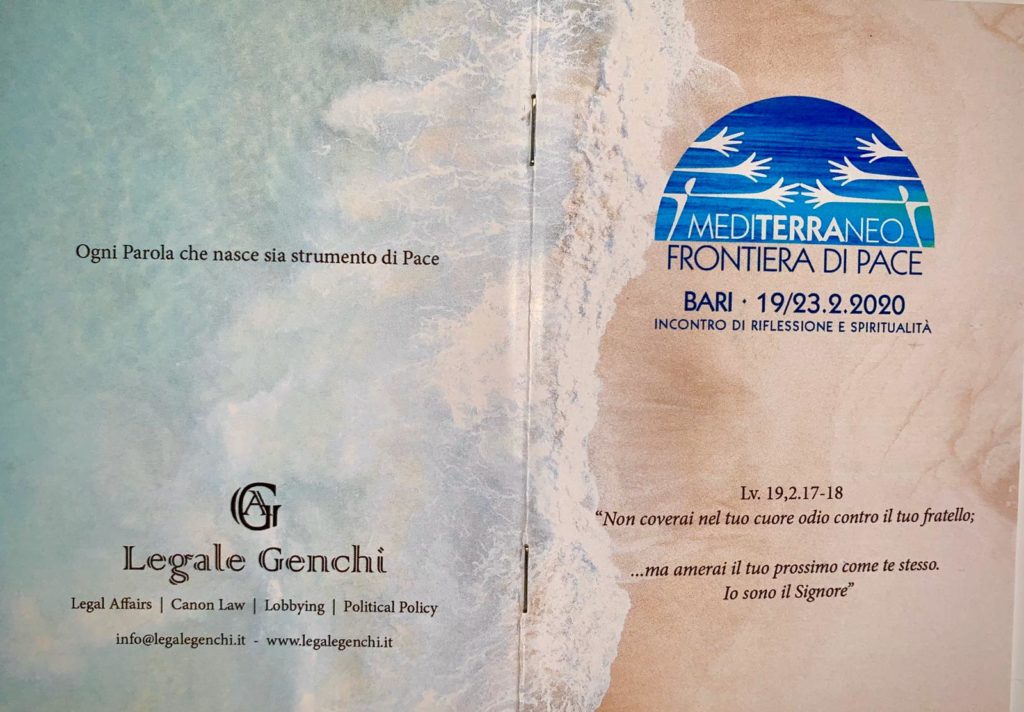 Ogni Parola che nasce sia strumento di Pace
AG
Legale Genchi
Legal Affairs | Canon Law | Lobbying | Political Policy
info@legalegenchi.it - www.legalegenchi.it
MEDITERRANEO
FRONTIERA DI PACE
BARI · 19/23.2.2020
INCONTRO DI RIFLESSIONE E SPIRITUALITÀ
Lv. 19,2.17-18
“Non coverai nel tuo cuore odio contro il tuo fratello;
...ma amerai il tuo prossimo come te stesso.
Io sono il Signore”